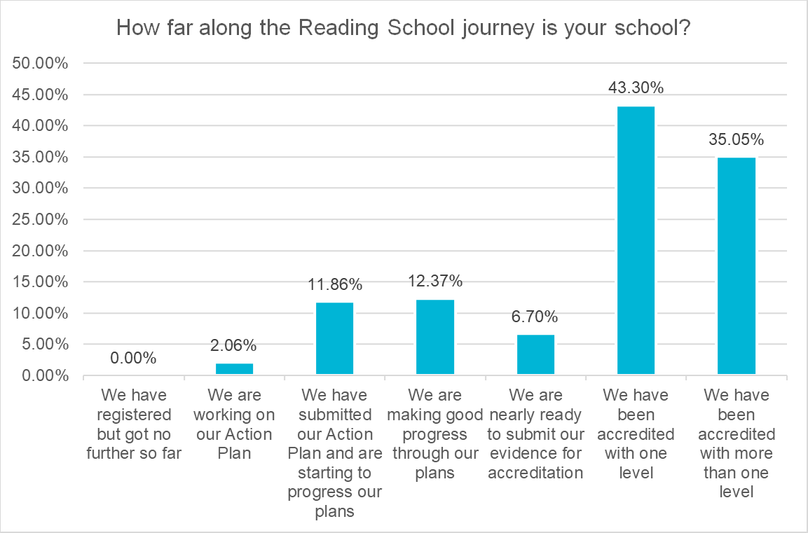 How far along the Reading School journey is your school?
50.00%
45.00%
40.00%
35.00%
30.00%
25.00%
20.00%
15.00%
10.00%
5.00%
0.00%
0.00%
2.06%
11.86%
12.37%
6.70%
43.30%
35.05%
We have
registered
but got no
further so far
We are
working on
our Action
Plan
We have
submitted
our Action
Plan and are
starting to
progress our
plans
We are
making good
progress
through our
plans
We are
nearly ready
to submit our
evidence for
accreditation
We have
been
accredited
with one
level
We have
been
accredited
with more
than one
level